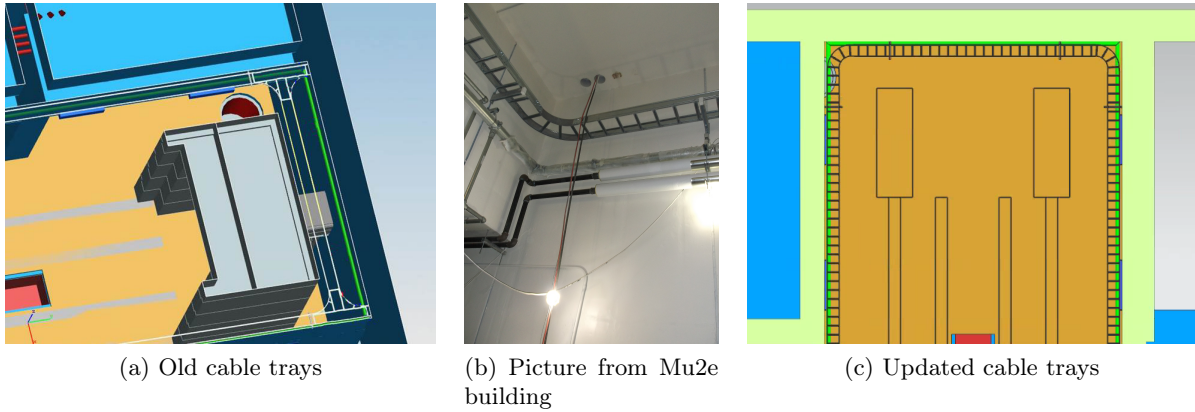 (a) Old cable trays
(b) Picture from Mu2e
building
(c) Updated cable trays